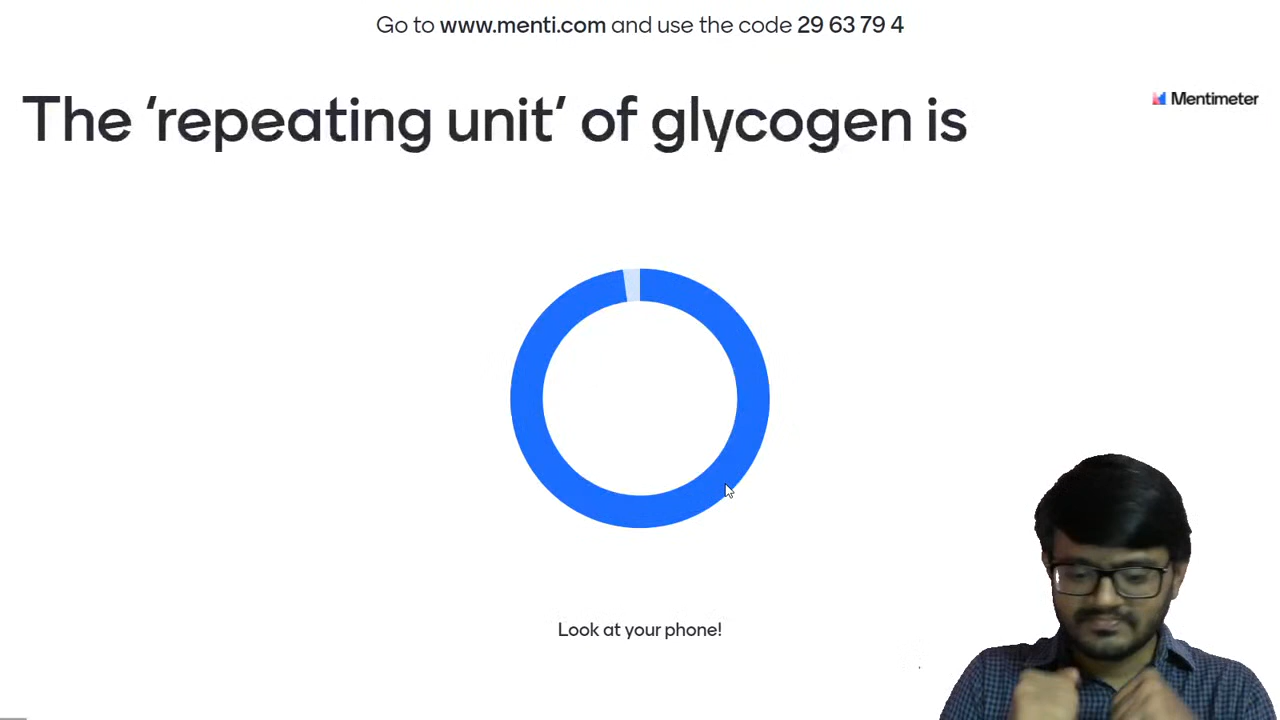 Go to www.menti.com and use the code 29 63 79 4
The ‘repeating unit’ of glycogen is
Mentimeter
Look at your phone!